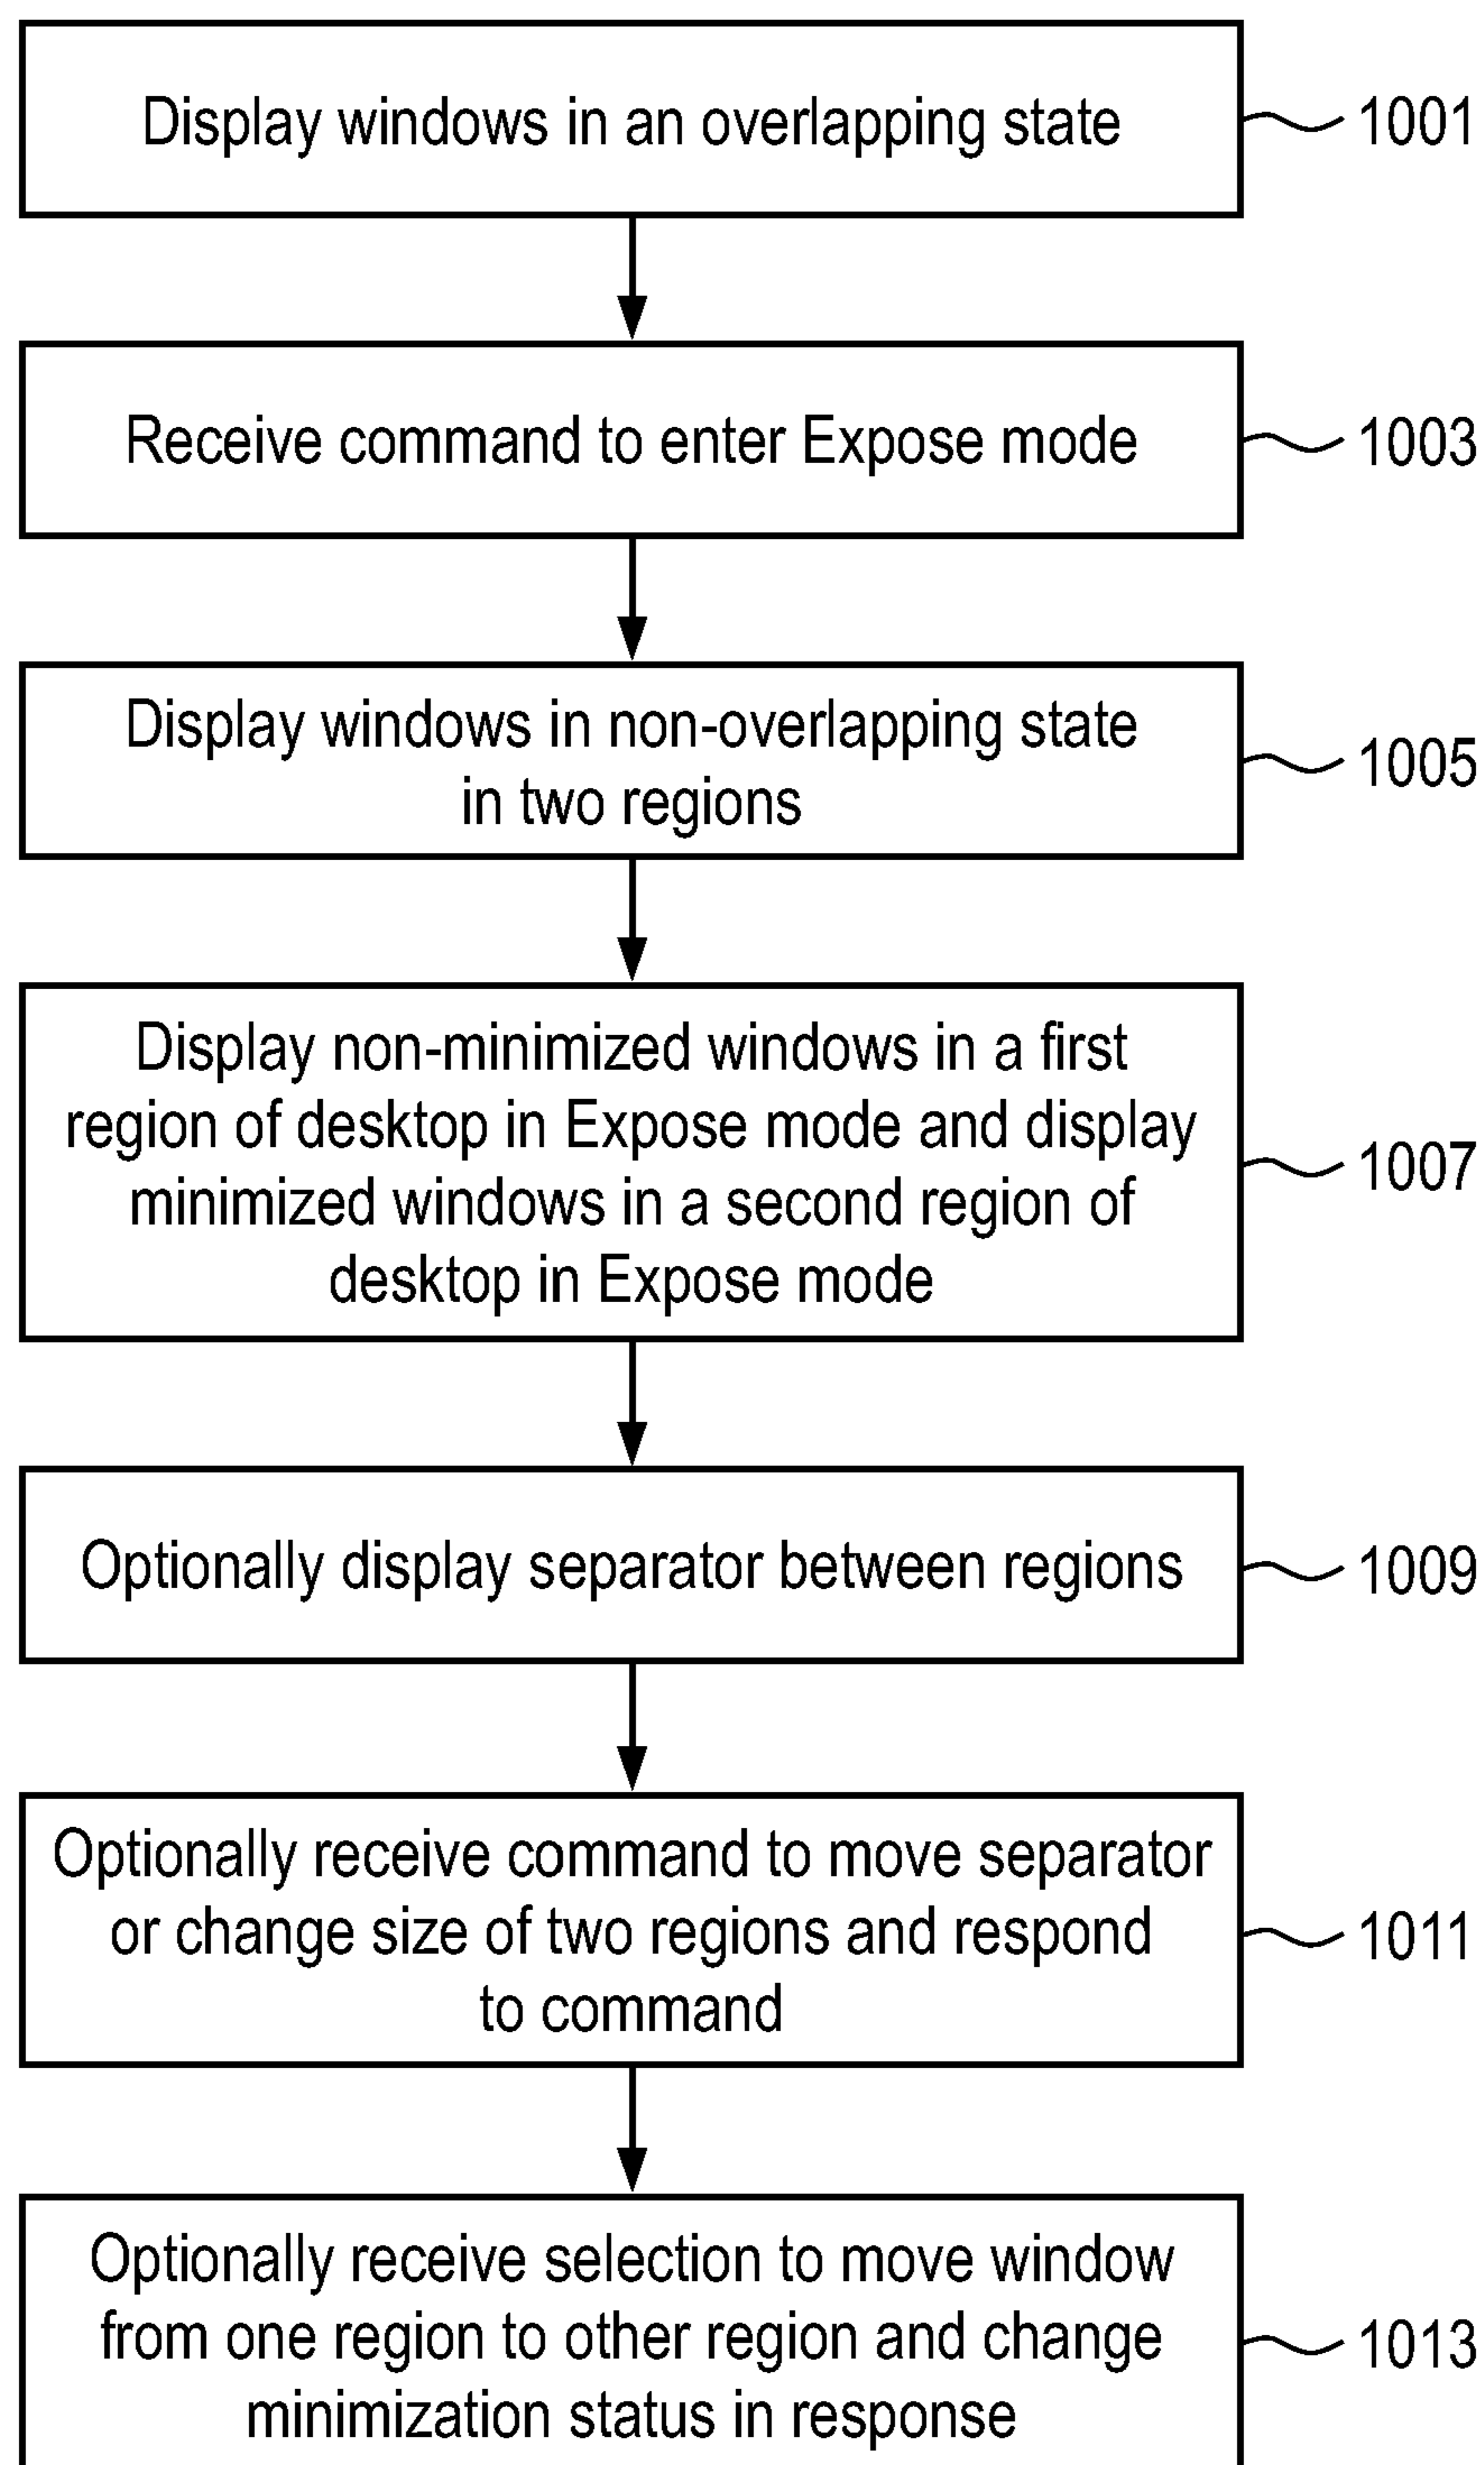 Display windows in an overlapping state
1001
Receive command to enter Expose mode
1003
Display windows in non-overlapping state
in two regions
1005
Display non-minimized windows in a first
region of desktop in Expose mode and display
minimized windows in a second region of
desktop in Expose mode
1007
Optionally display separator between regions
1009
Optionally receive command to move separator
or change size of two regions and respond
to command
1011
Optionally receive selection to move window
from one region to other region and change
minimization status in response
1013